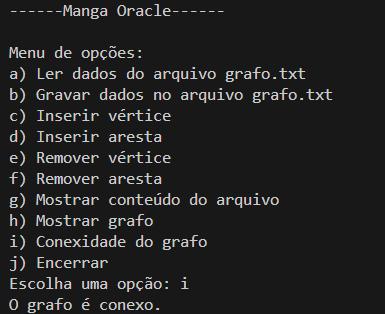 ------Manga Oracle------
Menu de opções:
a) Ler dados do arquivo grafo.txt
b) Gravar dados no arquivo grafo.txt
c) Inserir vértice
d) Inserir aresta
e) Remover vértice
f) Remover aresta
g) Mostrar conteúdo do arquivo
h) Mostrar grafo
i) Conexidade do grafo
j) Encerrar
Escolha uma opção: i
O grafo é conexo.